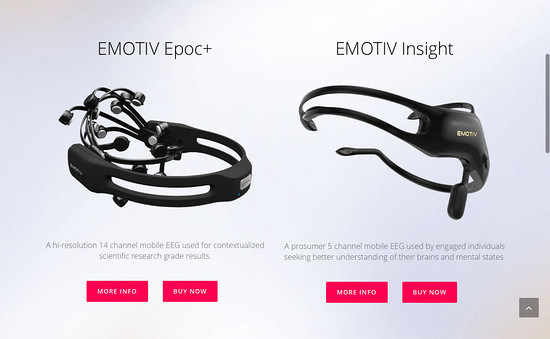 EMOTIV Epoc+
EMOTIV Insight
EMOTIV
EMOTIV
A hi-resolution 14 channel mobile EEG used for contextualized
scientific research grade results.
A prosumer 5 channel mobile EEG used by engaged individuals
seeking better understanding of their brains and mental states
MORE INFO
BUY NOW
MORE INFO
BUY NOW